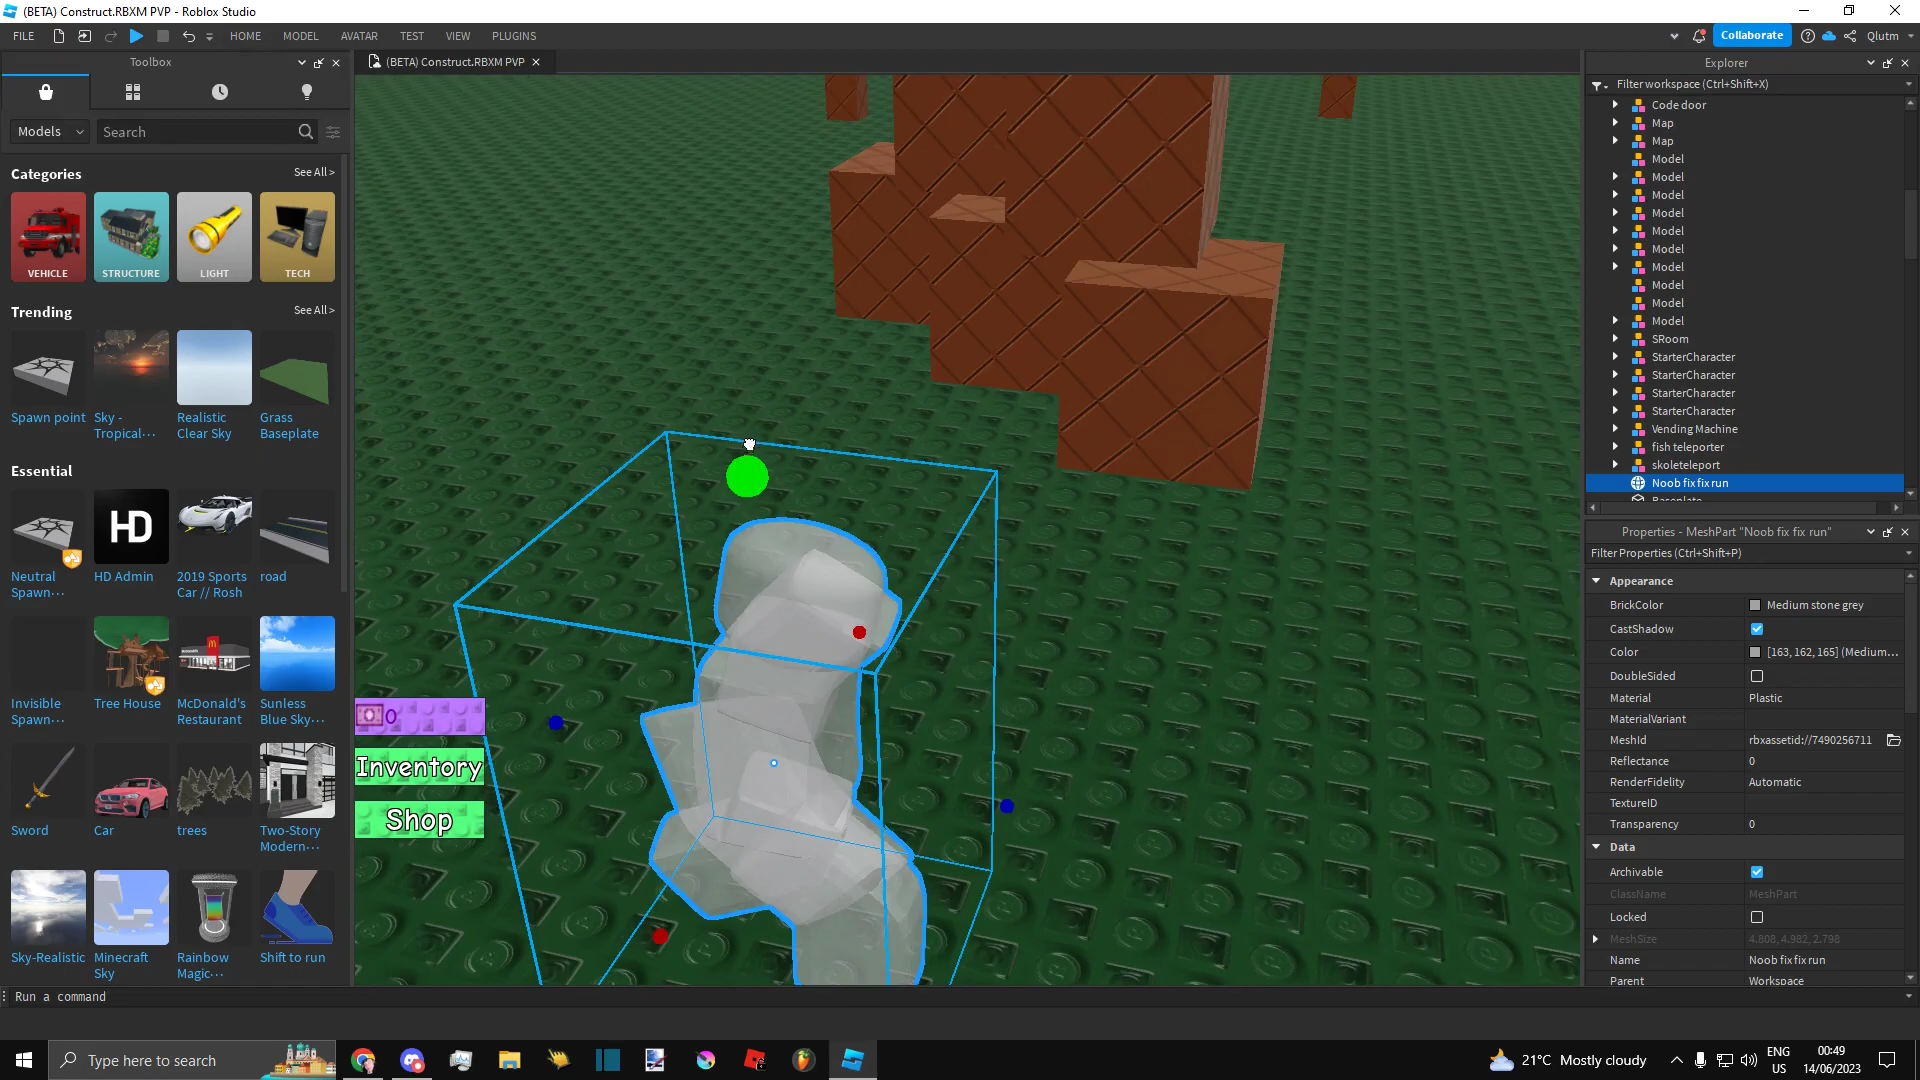 (BETA) Construct.RBXM PVP - Roblox Studio
FILE
HOME
MODEL
AVATAR
TEST
VIEW
PLUGINS
Collaborate
Qlutm
Toolbox
(BETA) Construct.RBXM PVP
Models
Search
Categories
See All >
VEHICLE
STRUCTURE
LIGHT
TECH
Trending
See All >
Spawn point
Sky -
Tropical···
Realistic
Clear Sky
Grass
Baseplate
Essential
HD
Neutral
Spawn···
HD Admin
2019 Sports
Car // Rosh
road
Invisible
Spawn···
Tree House
McDonald's
Restaurant
Sunless
Blue Sky···
Sword
Car
trees
Two-Story
Modern···
Sky-Realistic
Minecraft
Sky
Rainbow
Magic···
Shift to run
0
Inventory
Shop
Explorer
Filter workspace (Ctrl+Shift+X)
Code door
Map
Map
Model
Model
Model
Model
Model
Model
Model
Model
Model
Model
SRoom
StarterCharacter
StarterCharacter
StarterCharacter
StarterCharacter
Vending Machine
fish teleporter
skoleteleport
Noob fix fix run
Baseplate
Properties - MeshPart "Noob fix fix run"
Filter Properties (Ctrl+Shift+P)
Appearance
BrickColor Medium stone grey
CastShadow
Color [163, 162, 165] (Medium...
DoubleSided
Material Plastic
MaterialVariant
MeshId rbxassetid://7490256711
Reflectance 0
RenderFidelity Automatic
TextureID
Transparency 0
Data
Archivable
ClassName MeshPart
Locked
MeshSize 4.808, 4.982, 2.798
Name Noob fix fix run
Parent Workspace
Run a command
Type here to search
21°C Mostly cloudy
ENG
US
00:49
14/06/2023